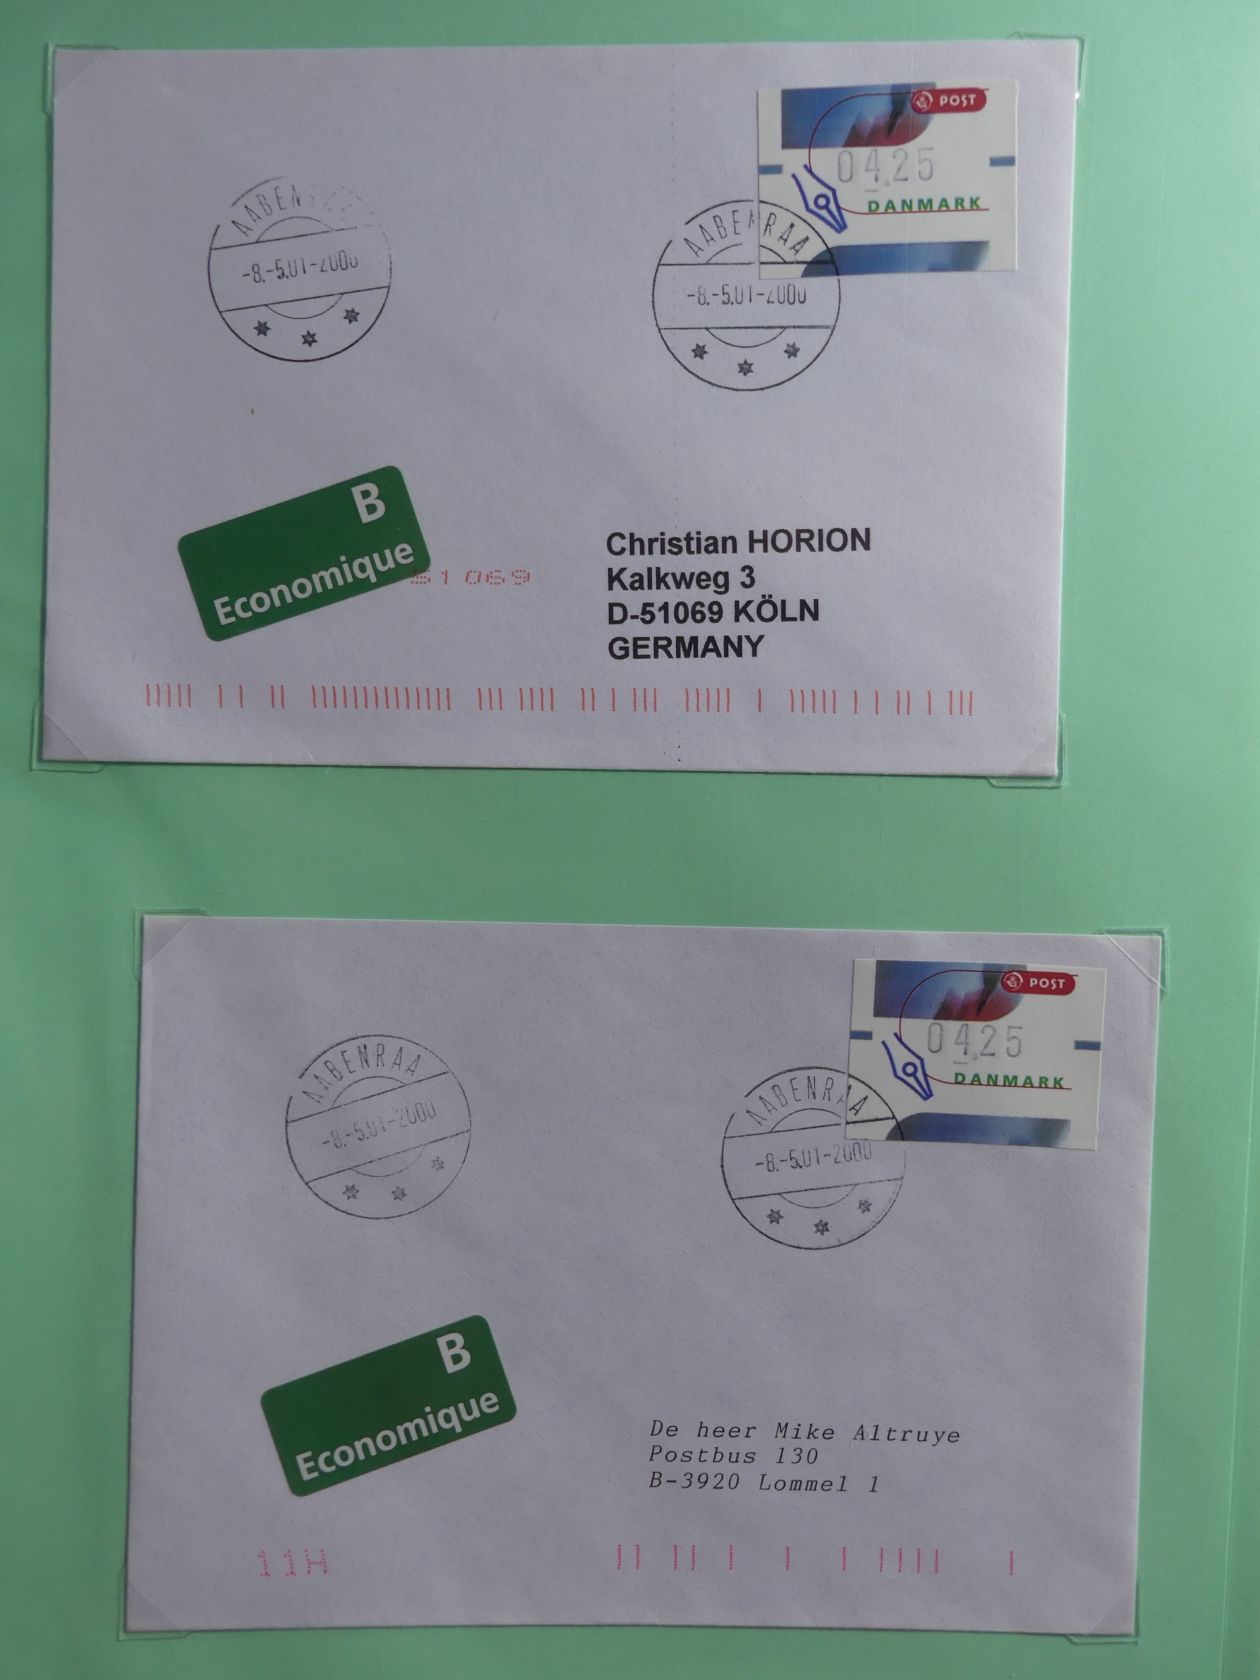 POST
04.25
DANMARK
AABEN
-8.-5.01-2000
AABENRAA
-8.-5.01-2000
B
Economique
51069
Christian HORION
Kalkweg 3
D-51069 KÖLN
GERMANY
POST
04.25
DANMARK
AABENRAA
-8.-5.01-2000
AABENRAA
-8.-5.01-2000
B
Economique
De heer Mike Altruye
Postbus 130
B-3920 Lommel 1
11H